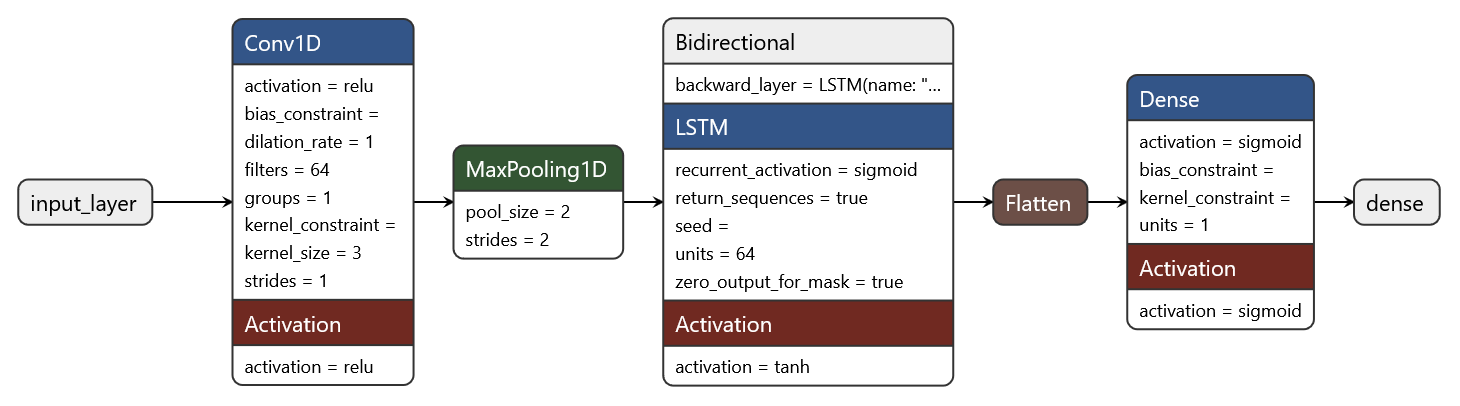 input_layer
Conv1D
activation = relu
bias_constraint =
dilation_rate = 1
filters = 64
groups = 1
kernel_constraint =
kernel_size = 3
strides = 1
Activation
activation = relu
MaxPooling1D
pool_size = 2
strides = 2
Bidirectional
backward_layer = LSTM(name: "...
LSTM
recurrent_activation = sigmoid
return_sequences = true
seed =
units = 64
zero_output_for_mask = true
Activation
activation = tanh
Flatten
Dense
activation = sigmoid
bias_constraint =
kernel_constraint =
units = 1
Activation
activation = sigmoid
dense